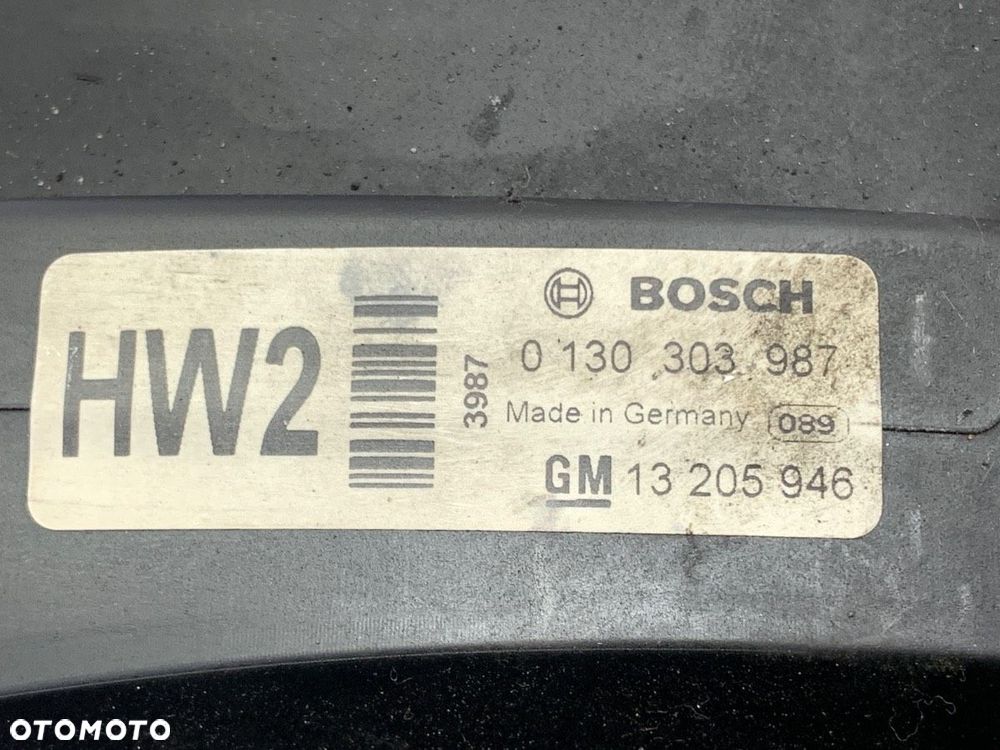 HW2
3987
BOSCH
0 130 303 987
Made in Germany 089
GM 13 205 946
OTOMOTO